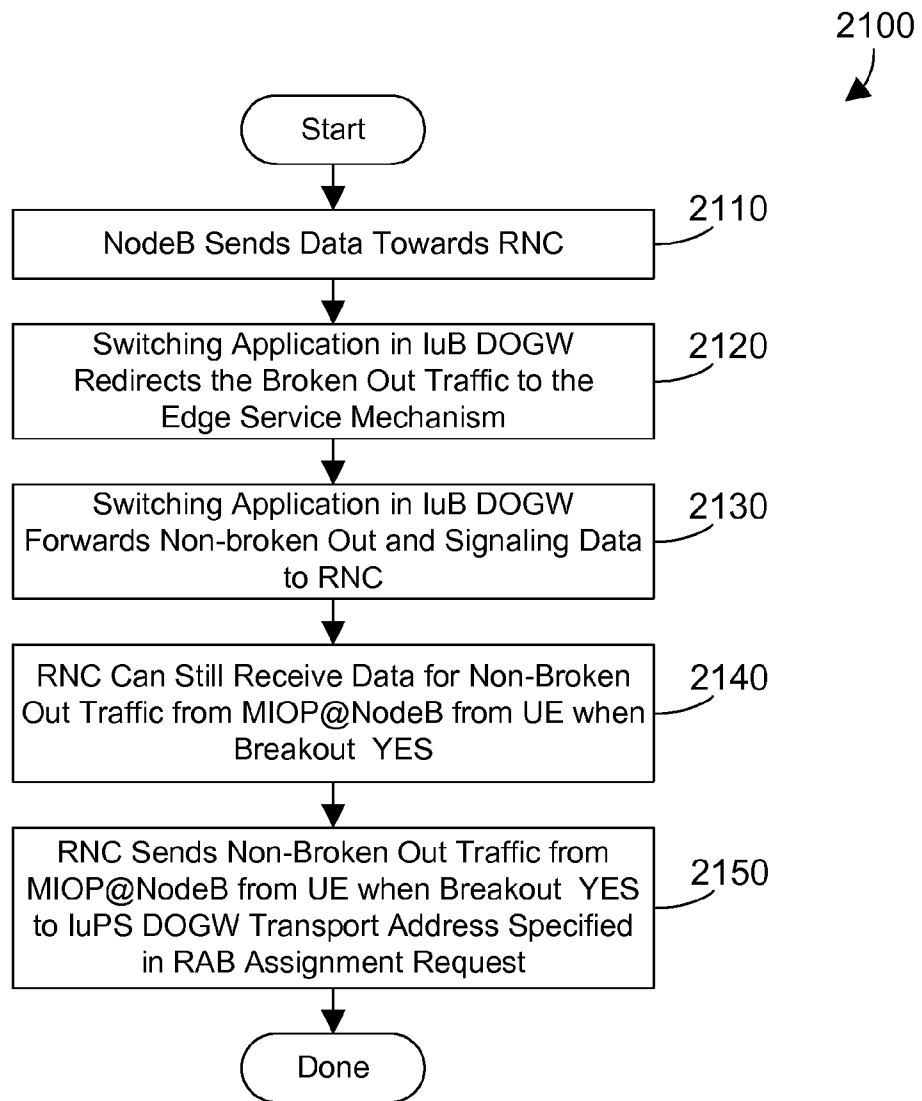 2100
Start
NodeB Sends Data Towards RNC
2110
Switching Application in IuB DOGW
Redirects the Broken Out Traffic to the
Edge Service Mechanism
2120
Switching Application in IuB DOGW
Forwards Non-broken Out and Signaling Data
to RNC
2130
RNC Can Still Receive Data for Non-Broken
Out Traffic from MIOP@NodeB from UE when
Breakout YES
2140
RNC Sends Non-Broken Out Traffic from
MIOP@NodeB from UE when Breakout YES
to IuPS DOGW Transport Address Specified
in RAB Assignment Request
2150
Done